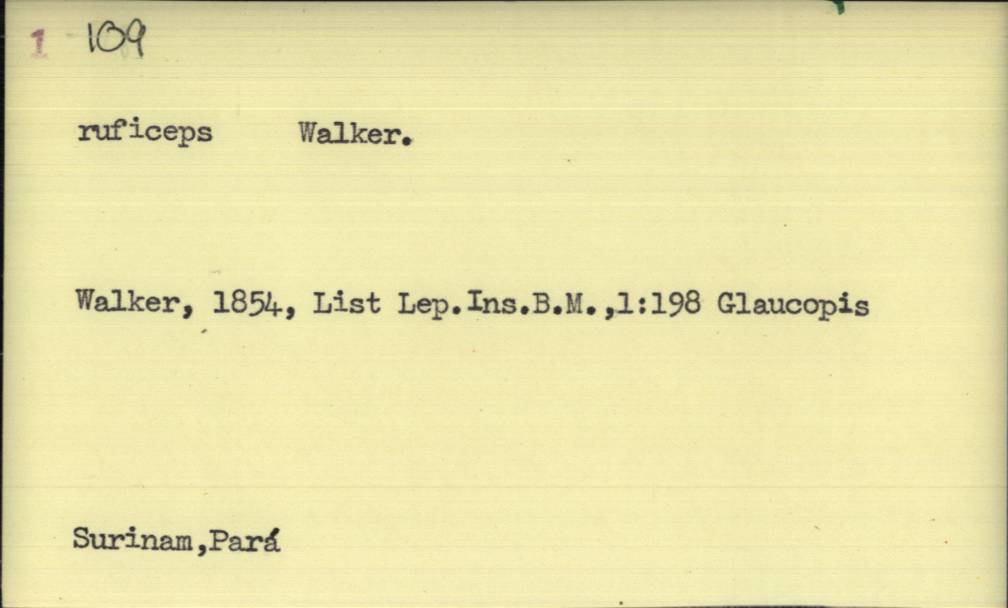 1 109
ruficeps Walker.
Walker, 1854, List Lep.Ins.B.M.,1:198 Glaucopis
Surinam,Pará